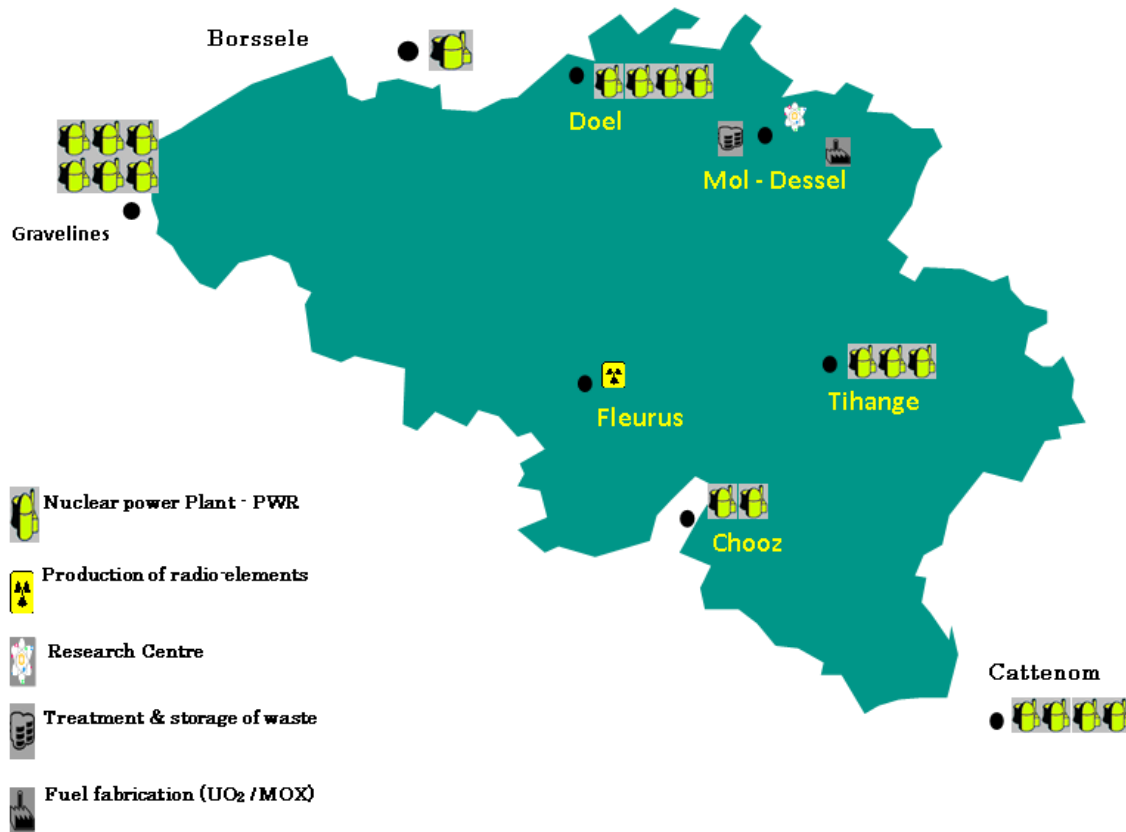 Borssele
Doel
Mol - Dessel
Gravelines
Tihange
Fleurus
Chooz
Nuclear power Plant - PWR
Production of radio-elements
Research Centre
Cattenom
Treatment & storage of waste
Fuel fabrication (UO₂ / MOX)